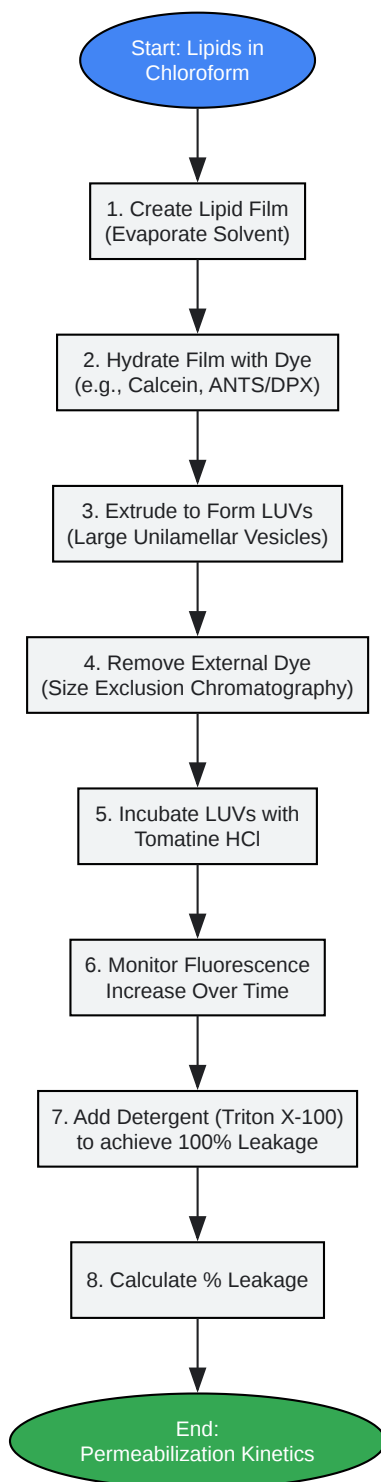 Start: Lipids in
Chloroform
1. Create Lipid Film
(Evaporate Solvent)
2. Hydrate Film with Dye
(e.g., Calcein, ANTS/DPX)
3. Extrude to Form LUVs
(Large Unilamellar Vesicles)
4. Remove External Dye
(Size Exclusion Chromatography)
5. Incubate LUVs with
Tomatine HCl
6. Monitor Fluorescence
Increase Over Time
7. Add Detergent (Triton X-100)
to achieve 100% Leakage
8. Calculate % Leakage
End:
Permeabilization Kinetics